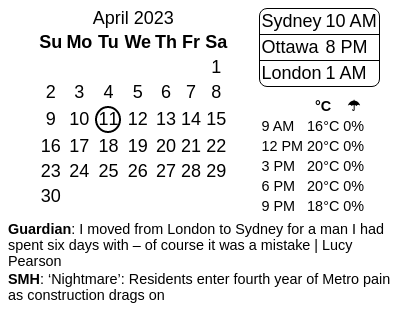 April 2023
Su Mo Tu We Th Fr Sa
1
2 3 4 5 6 7 8
9 10 11 12 13 14 15
16 17 18 19 20 21 22
23 24 25 26 27 28 29
30
Sydney 10 AM
Ottawa 8 PM
London 1 AM
°C ☂
9 AM 16°C 0%
12 PM 20°C 0%
3 PM 20°C 0%
6 PM 20°C 0%
9 PM 18°C 0%
Guardian: I moved from London to Sydney for a man I had
spent six days with – of course it was a mistake | Lucy
Pearson
SMH: ‘Nightmare’: Residents enter fourth year of Metro pain
as construction drags on